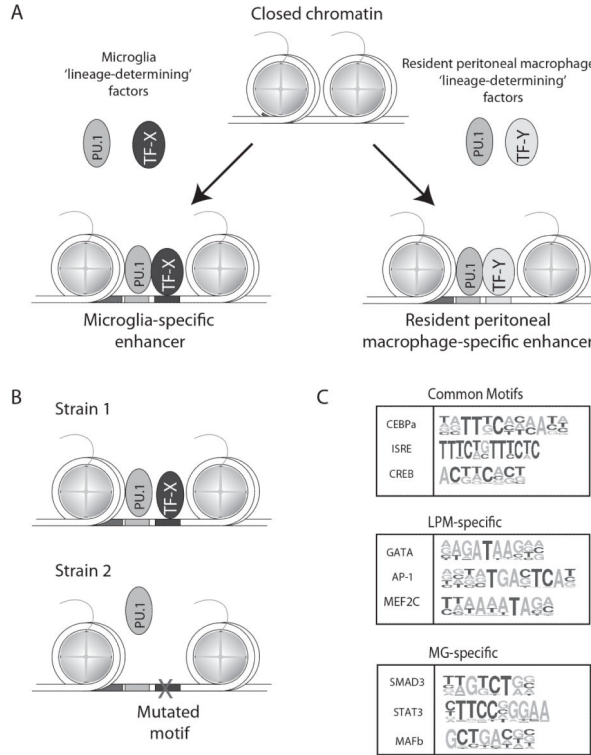 A
Closed chromatin
Microglia
'lineage-determining'
factors
Resident peritoneal macrophage
'lineage-determining'
factors
PU.1
TF-X
PU.1
TF-Y
PU.1
TF-X
PU.1
TF-Y
Microglia-specific
enhancer
Resident peritoneal
macrophage-specific enhancer
B
Strain 1
PU.1
TF-X
Strain 2
PU.1
X
Mutated
motif
C
Common Motifs
CEBPa
ISRE
CREB
LPM-specific
GATA
AP-1
MEF2C
MG-specific
SMAD3
STAT3
MAFb